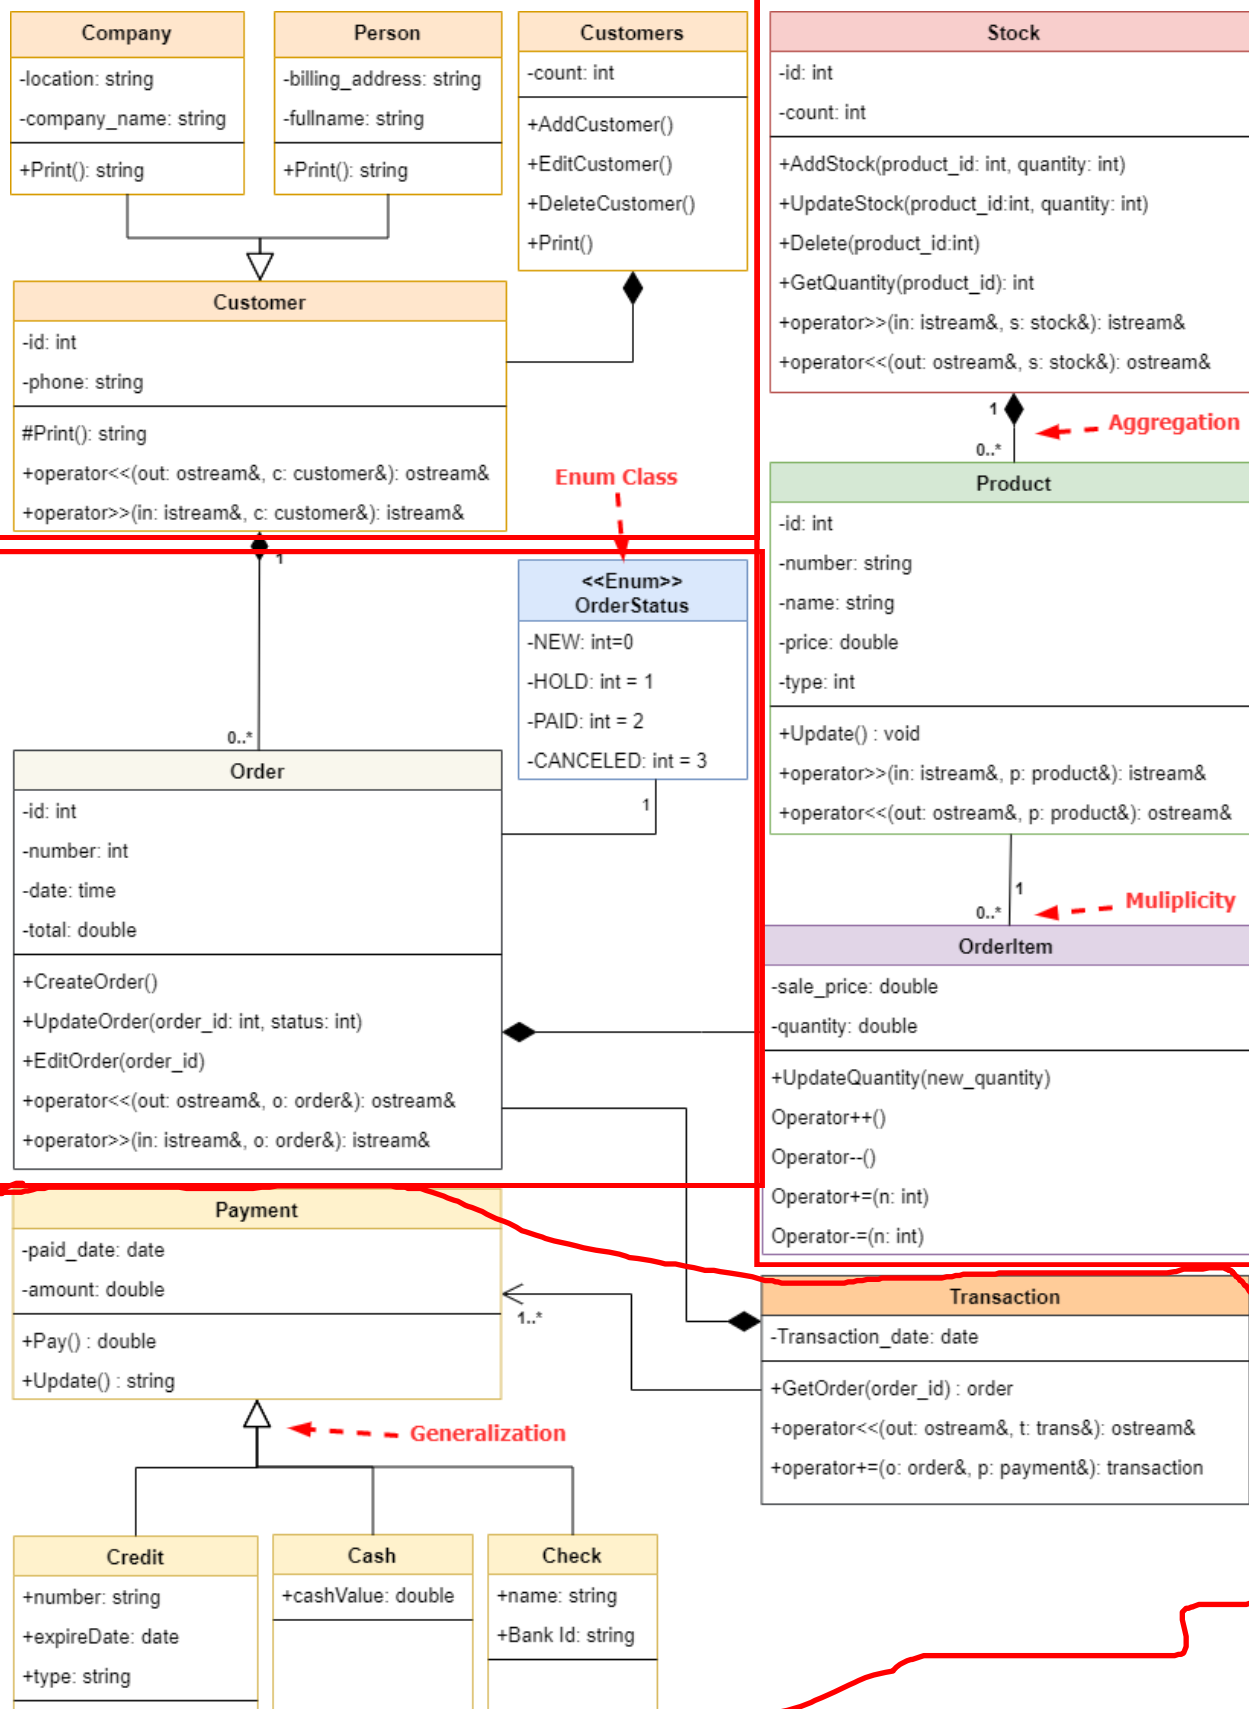 Company
-location: string
-company_name: string
+Print(): string
Person
-billing_address: string
-fullname: string
+Print(): string
Customers
-count: int
+AddCustomer()
+EditCustomer()
+DeleteCustomer()
+Print()
Stock
-id: int
-count: int
+AddStock(product_id: int, quantity: int)
+UpdateStock(product_id:int, quantity: int)
+Delete(product_id:int)
+GetQuantity(product_id): int
+operator>>(in: istream&, s: stock&): istream&
+operator<<(out: ostream&, s: stock&): ostream&
Customer
-id: int
-phone: string
#Print(): string
+operator<<(out: ostream&, c: customer&): ostream&
+operator>>(in: istream&, c: customer&): istream&
1
Aggregation
0..*
Enum Class
Product
-id: int
-number: string
-name: string
-price: double
-type: int
+Update() : void
+operator>>(in: istream&, p: product&): istream&
+operator<<(out: ostream&, p: product&): ostream&
1
<<Enum>>
OrderStatus
-NEW: int=0
-HOLD: int = 1
-PAID: int = 2
-CANCELED: int = 3
1
0..*
Order
-id: int
-number: int
-date: time
-total: double
+CreateOrder()
+UpdateOrder(order_id: int, status: int)
+EditOrder(order_id)
+operator<<(out: ostream&, o: order&): ostream&
+operator>>(in: istream&, o: order&): istream&
1
Muliplicity
0..*
OrderItem
-sale_price: double
-quantity: double
+UpdateQuantity(new_quantity)
Operator++()
Operator--()
Operator+=(n: int)
Operator-=(n: int)
Payment
-paid_date: date
-amount: double
+Pay() : double
+Update() : string
1..*
Transaction
-Transaction_date: date
+GetOrder(order_id) : order
+operator<<(out: ostream&, t: trans&): ostream&
+operator+=(o: order&, p: payment&): transaction
Generalization
Credit
+number: string
+expireDate: date
+type: string
Cash
+cashValue: double
Check
+name: string
+Bank Id: string